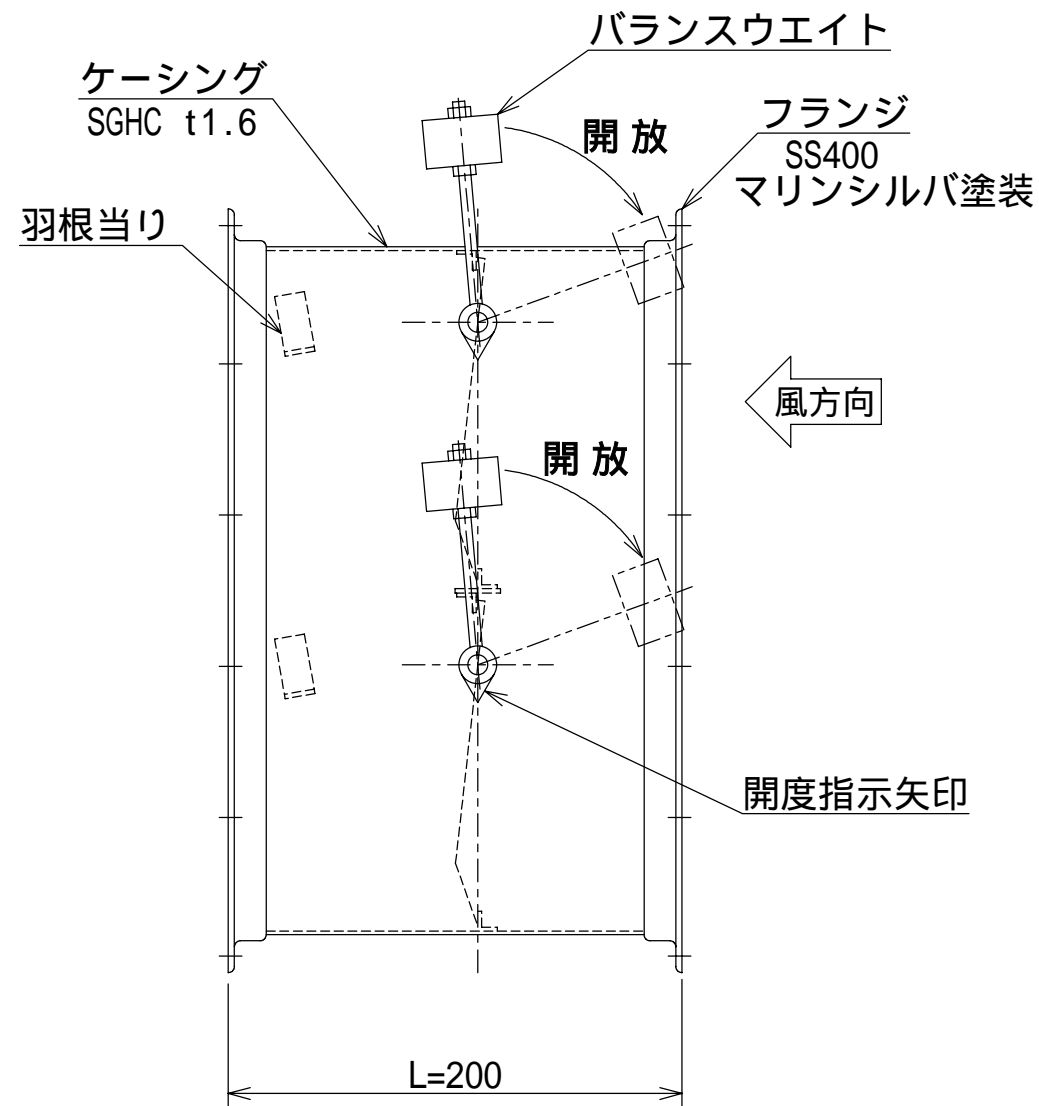 バランスウエイト
ケーシング
SGHC t1.6
開 放
フランジ
SS400
マリンシルバ塗装
羽根当り
風方向
開 放
開度指示矢印
L=200